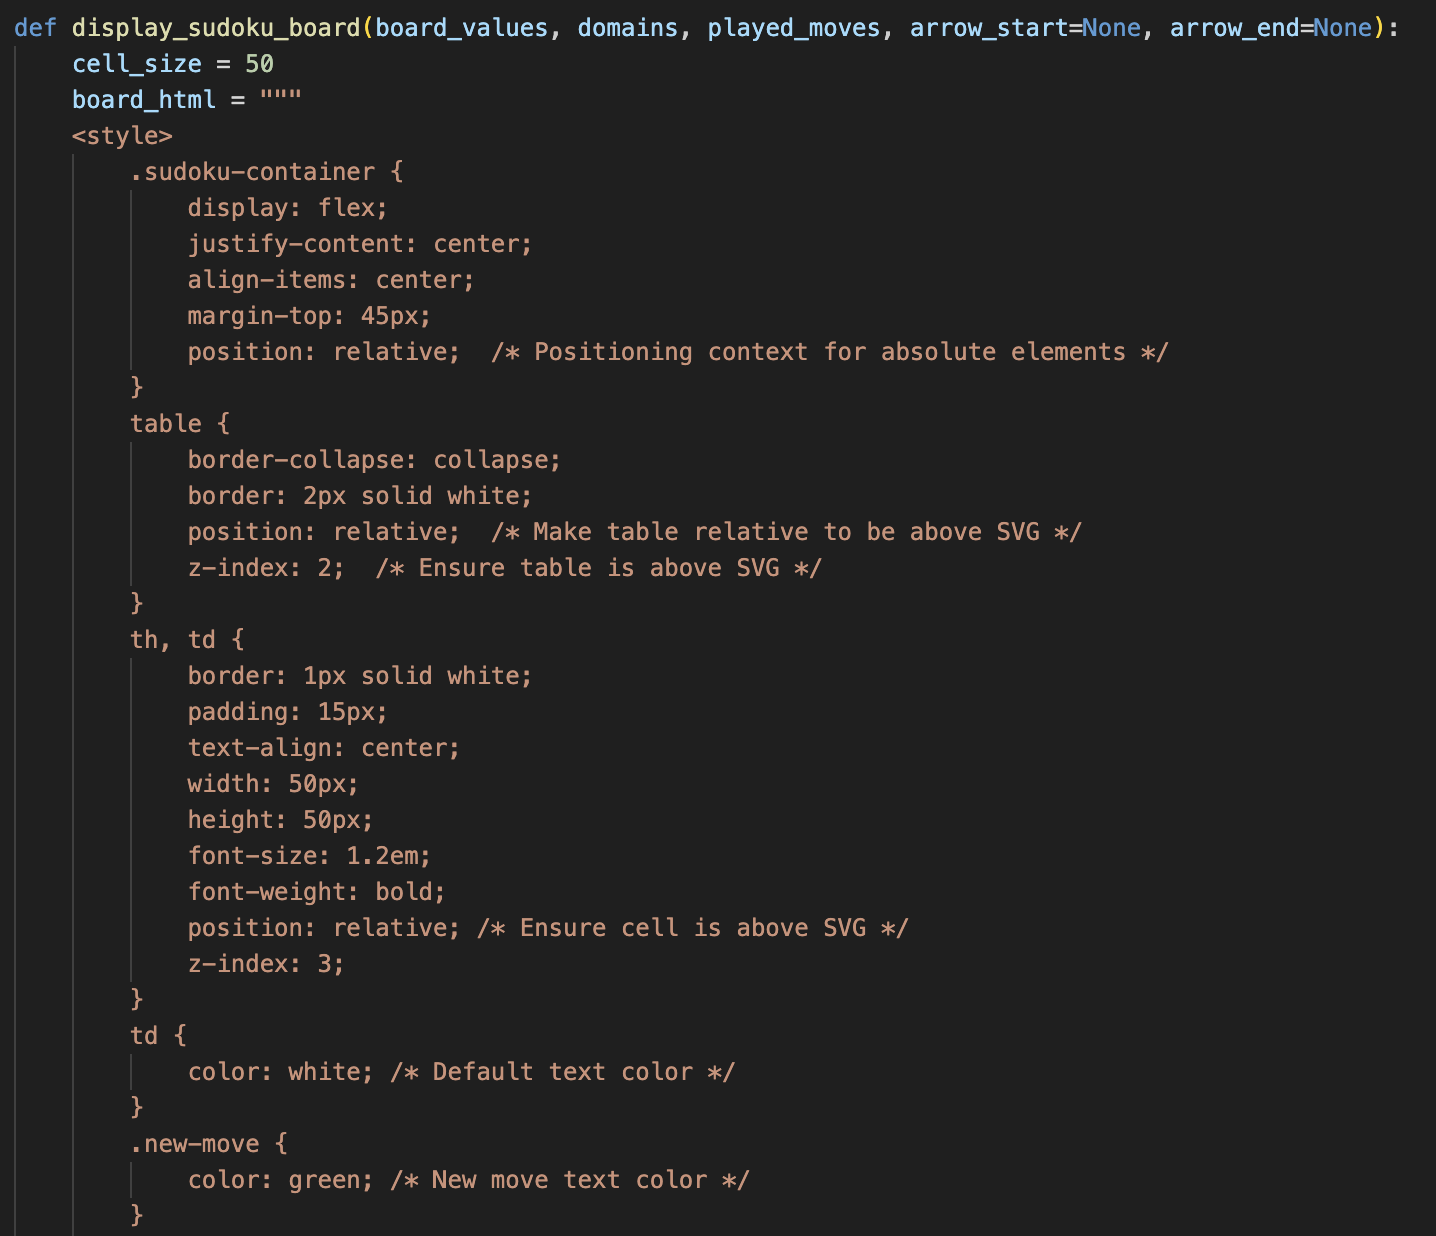 def display_sudoku_board(board_values, domains, played_moves, arrow_start=None, arrow_end=None):
    cell_size = 50
    board_html = """
    <style>
        .sudoku-container {
            display: flex;
            justify-content: center;
            align-items: center;
            margin-top: 45px;
            position: relative;  /* Positioning context for absolute elements */
        }
        table {
            border-collapse: collapse;
            border: 2px solid white;
            position: relative;  /* Make table relative to be above SVG */
            z-index: 2;  /* Ensure table is above SVG */
        }
        th, td {
            border: 1px solid white;
            padding: 15px;
            text-align: center;
            width: 50px;
            height: 50px;
            font-size: 1.2em;
            font-weight: bold;
            position: relative; /* Ensure cell is above SVG */
            z-index: 3;
        }
        td {
            color: white; /* Default text color */
        }
        .new-move {
            color: green; /* New move text color */
        }